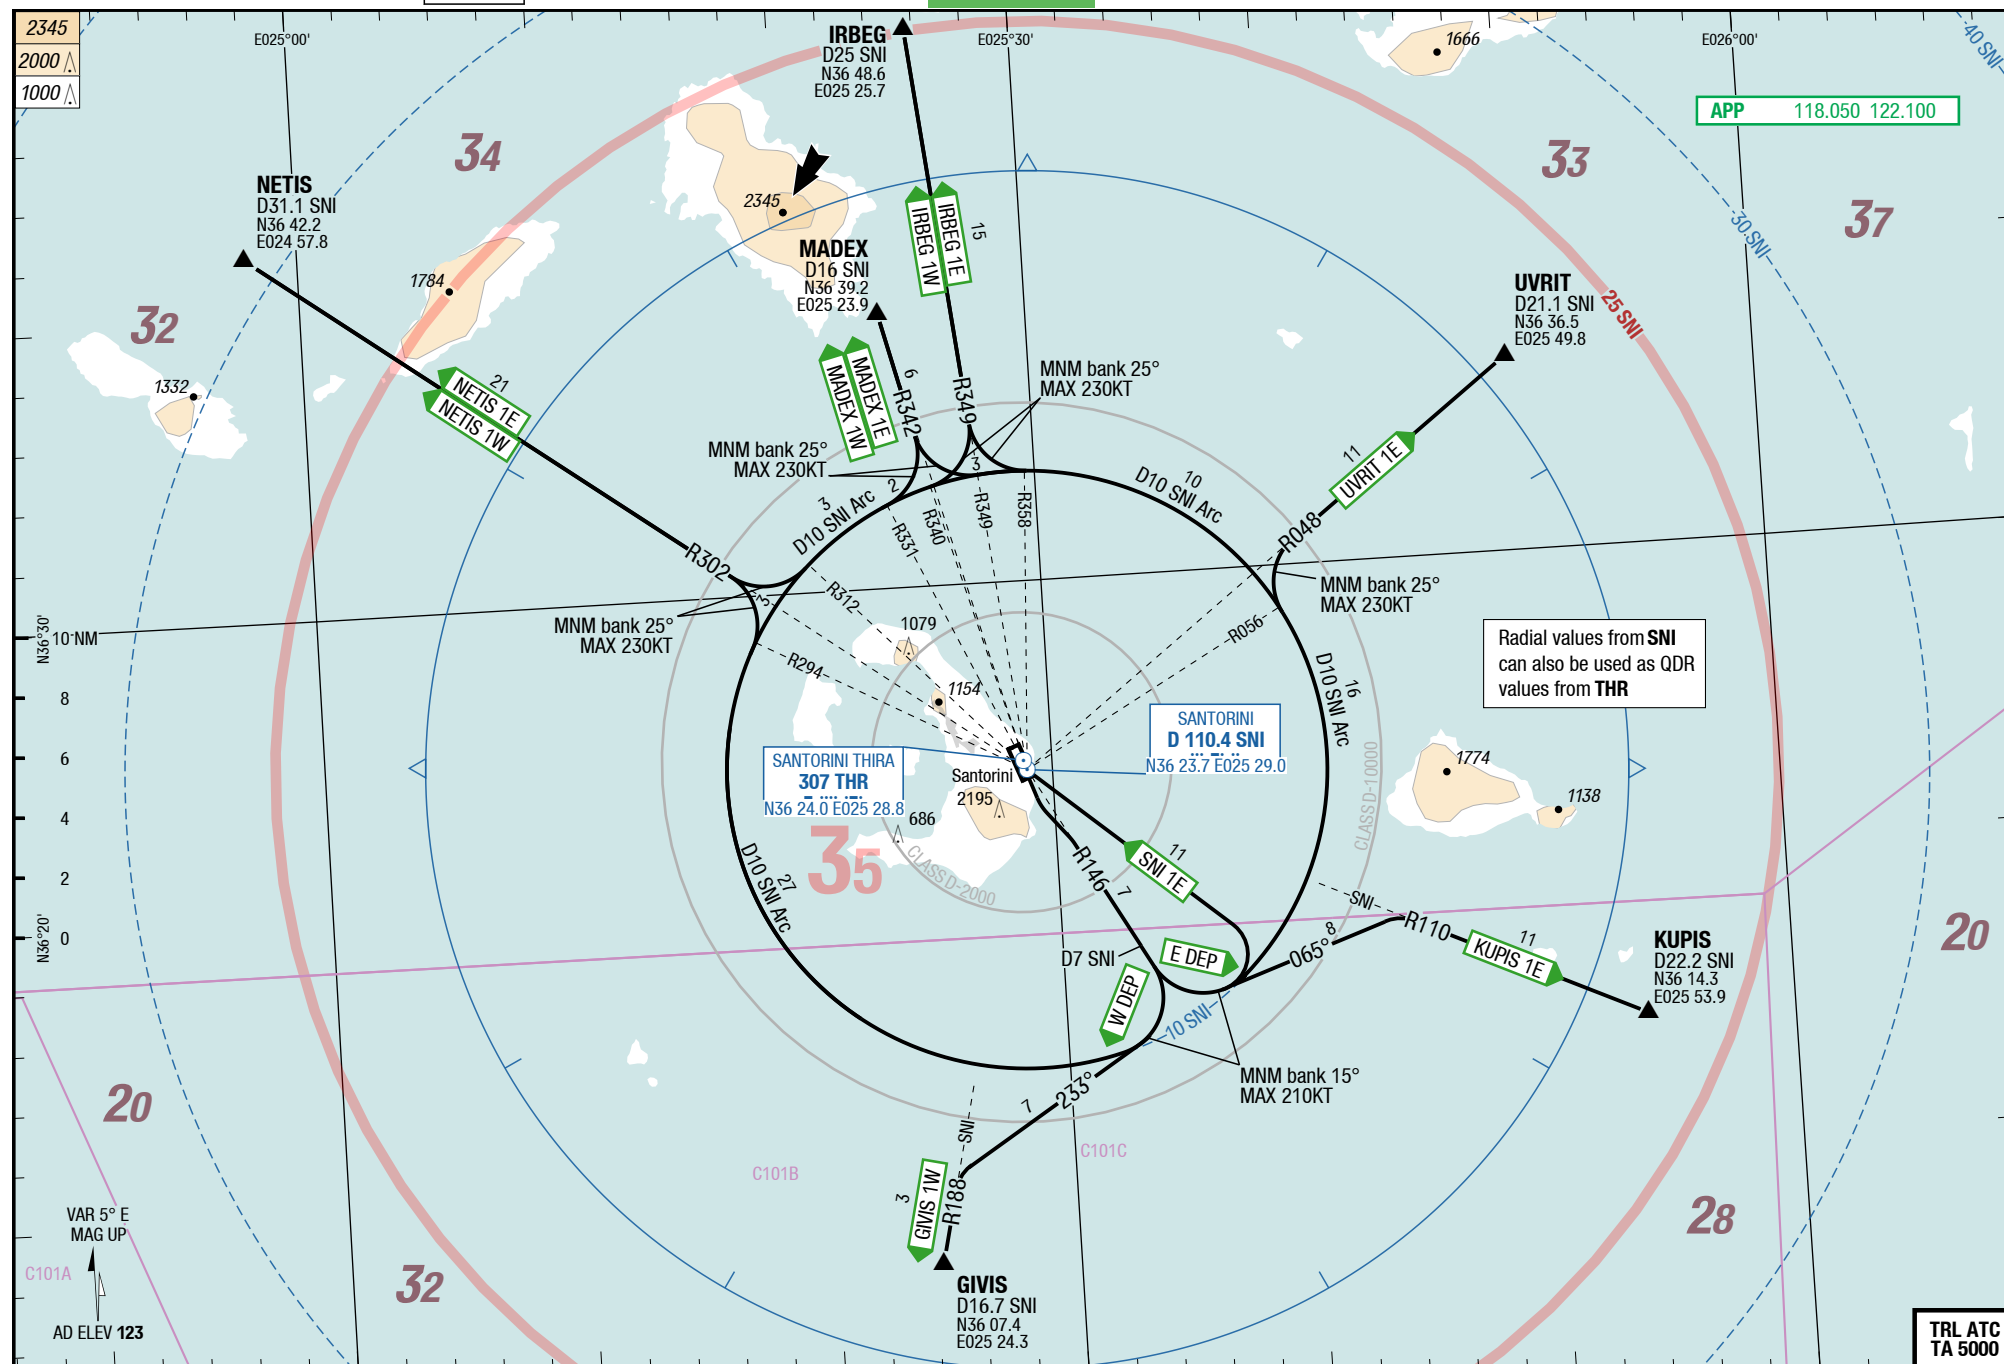 2345
2000
1000
E025°00'
E025°30'
E026°00'
IRBEG
D25 SNI
N36 48.6
E025 25.7
1666
40 SNI
APP 118.050 122.100
34
33
37
NETIS
D31.1 SNI
N36 42.2
E024 57.8
2345
IRBEG 1W
IRBEG 1E
15
30 SNI
MADEX
D16 SNI
N36 39.2
E025 23.9
1784
UVRIT
D21.1 SNI
N36 36.5
E025 49.8
25 SNI
32
1332
21
NETIS 1E
NETIS 1W
MADEX 1W
MADEX 1E
6
R342
R349
MNM bank 25°
MAX 230KT
MNM bank 25°
MAX 230KT
11
UVRIT 1E
R048
3
2
3
D10 SNI Arc
10
D10 SNI Arc
R331
R340
R349
R358
R302
3
R312
MNM bank 25°
MAX 230KT
MNM bank 25°
MAX 230KT
R294
R056
N36°30'
10 NM
8
6
4
2
0
N36°20'
1079
1154
Radial values from SNI
can also be used as QDR
values from THR
16
D10 SNI Arc
SANTORINI
D 110.4 SNI
N36 23.7 E025 29.0
SANTORINI THIRA
307 THR
N36 24.0 E025 28.8
Santorini
2195
686
35
CLASS D-2000
CLASS D-10000
1774
1138
27
D10 SNI Arc
R146
7
11
SNI 1E
D7 SNI
E DEP
W DEP
10 SNI
065°
8
SNI
R110
11
KUPIS 1E
KUPIS
D22.2 SNI
N36 14.3
E025 53.9
20
MNM bank 15°
MAX 210KT
233°
7
SNI
20
C101B
C101C
3
GIVIS 1W
R188
28
VAR 5° E
MAG UP
C101A
AD ELEV 123
32
GIVIS
D16.7 SNI
N36 07.4
E025 24.3
TRL ATC
TA 5000